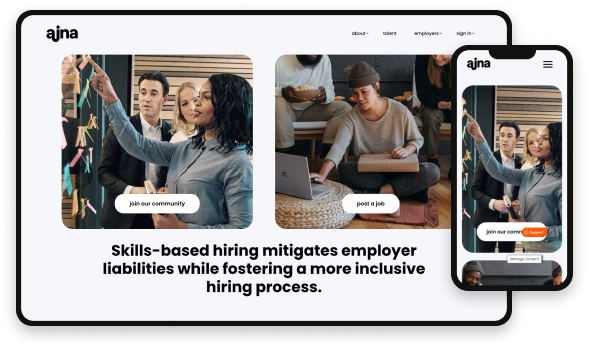 ajna
about
talent
employers
sign in
join our community
post a job
Skills-based hiring mitigates employer
liabilities while fostering a more inclusive
hiring process.
ajna
join our comm
Support
Manage consent